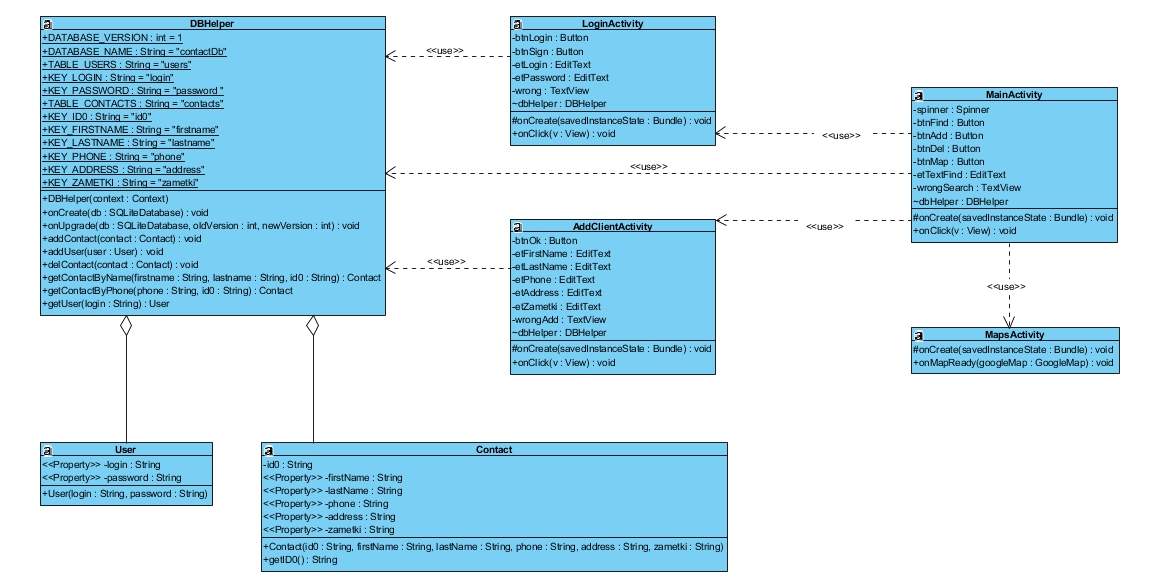 a
DBHelper
+DATABASE_VERSION : int = 1
+DATABASE_NAME : String = "contactDb"
+TABLE_USERS : String = "users"
+KEY_LOGIN : String = "login"
+KEY_PASSWORD : String = "password "
+TABLE_CONTACTS : String = "contacts"
+KEY_ID0 : String = "id0"
+KEY_FIRSTNAME : String = "firstname"
+KEY_LASTNAME : String = "lastname"
+KEY_PHONE : String = "phone"
+KEY_ADDRESS : String = "address"
+KEY_ZAMETKI : String = "zametki"
+DBHelper(context : Context)
+onCreate(db : SQLiteDatabase) : void
+onUpgrade(db : SQLiteDatabase, oldVersion : int, newVersion : int) : void
+addContact(contact : Contact) : void
+addUser(user : User) : void
+delContact(contact : Contact) : void
+getContactByName(firstname : String, lastname : String, id0 : String) : Contact
+getContactByPhone(phone : String, id0 : String) : Contact
+getUser(login : String) : User
<<use>>
a
LoginActivity
-btnLogin : Button
-btnSign : Button
-etLogin : EditText
-etPassword : EditText
-wrong : TextView
~dbHelper : DBHelper
#onCreate(savedInstanceState : Bundle) : void
+onClick(v : View) : void
<<use>>
<<use>>
a
MainActivity
-spinner : Spinner
-btnFind : Button
-btnAdd : Button
-btnDel : Button
-btnMap : Button
-etTextFind : EditText
-wrongSearch : TextView
~dbHelper : DBHelper
#onCreate(savedInstanceState : Bundle) : void
+onClick(v : View) : void
<<use>>
<<use>>
a
AddClientActivity
-btnOk : Button
-etFirstName : EditText
-etLastName : EditText
-etPhone : EditText
-etAddress : EditText
-etZametki : EditText
-wrongAdd : TextView
~dbHelper : DBHelper
#onCreate(savedInstanceState : Bundle) : void
+onClick(v : View) : void
<<use>>
a
MapsActivity
#onCreate(savedInstanceState : Bundle) : void
+onMapReady(googleMap : GoogleMap) : void
a
User
<<Property>> -login : String
<<Property>> -password : String
+User(login : String, password : String)
a
Contact
-id0 : String
<<Property>> -firstName : String
<<Property>> -lastName : String
<<Property>> -phone : String
<<Property>> -address : String
<<Property>> -zametki : String
+Contact(id0 : String, firstName : String, lastName : String, phone : String, address : String, zametki : String)
+getID0() : String